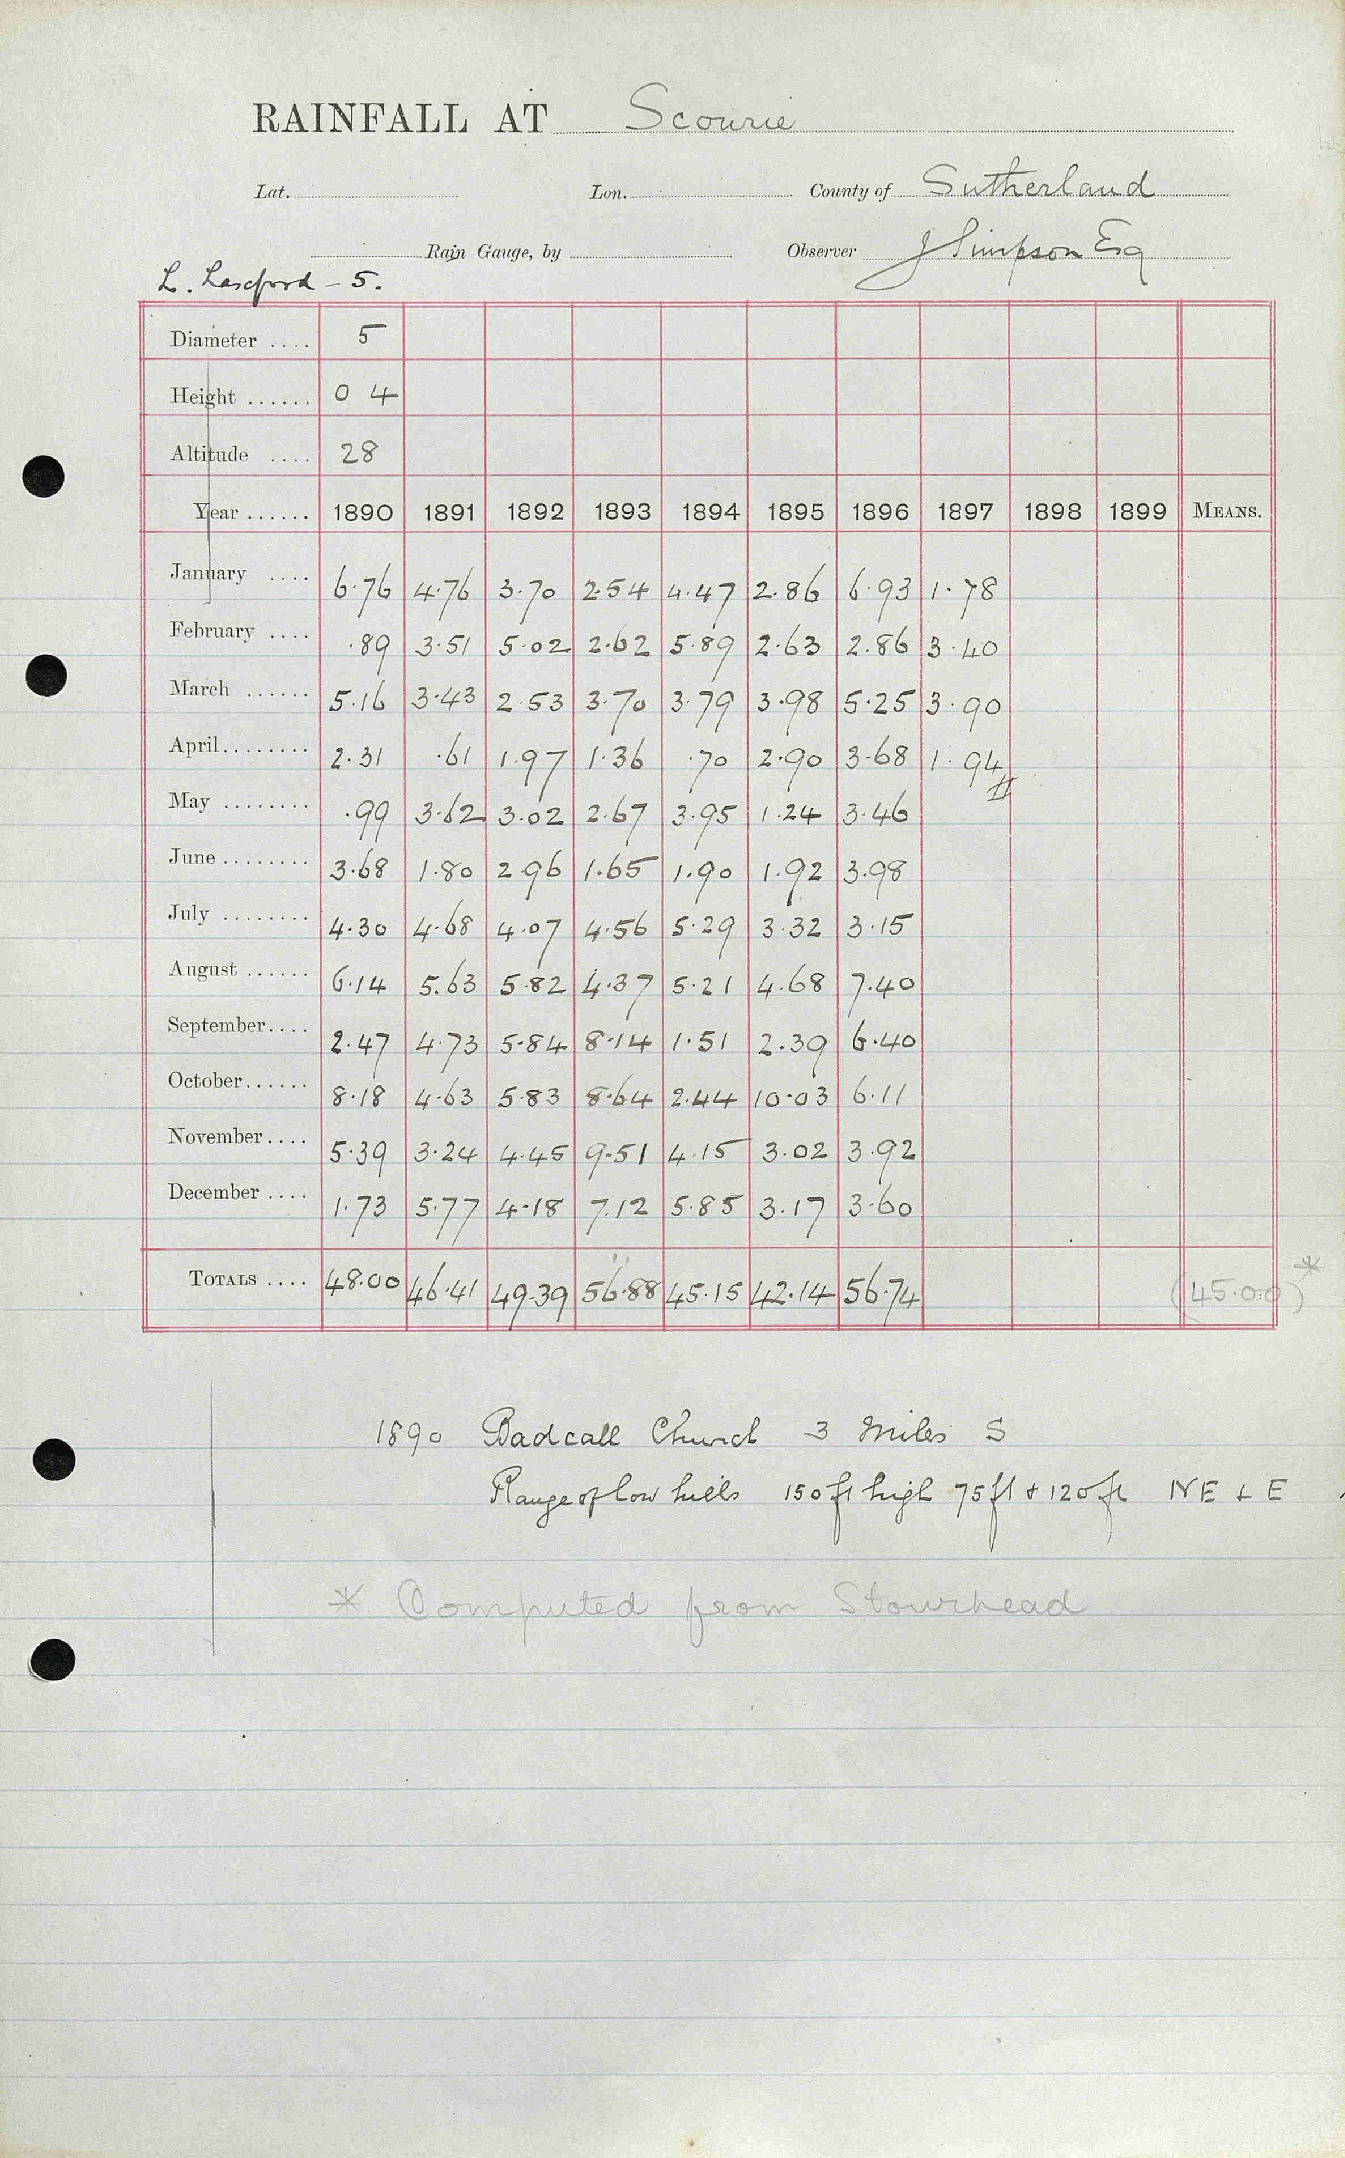 RAINFALL AT Scourie
Lat. Lon. County of Sutherland
Rain Gauge, by Observer J Simpson Esq
L. Laxford - 5.
Diameter .... 5
Height ...... 0 4
Altitude .... 28
Year ...... 1890 1891 1892 1893 1894 1895 1896 1897 1898 1899 MEANS.
January .... 6.76 4.76 3.70 2.54 4.47 2.86 6.93 1.78
February .... .89 3.51 5.02 2.62 5.89 2.63 2.86 3.40
March ...... 5.16 3.43 2.53 3.70 3.79 3.98 5.25 3.90
April........ 2.31 .61 1.97 1.36 .70 2.90 3.68 1.94
May ........ .99 3.62 3.02 2.67 3.95 1.24 3.46
June ........ 3.68 1.80 2.96 1.65 1.90 1.92 3.98
July ........ 4.30 4.68 4.07 4.56 5.29 3.32 3.15
August ...... 6.14 5.63 5.82 4.37 5.21 4.68 7.40
September.... 2.47 4.73 5.84 8.14 1.51 2.39 6.40
October...... 8.18 4.63 5.83 8.64 2.44 10.03 6.11
November.... 5.39 3.24 4.45 9.51 4.15 3.02 3.92
December .... 1.73 5.77 4.18 7.12 5.85 3.17 3.60
TOTALS .... 48.00 46.41 49.39 56.88 45.15 42.14 56.74 (45.00)*
1890 Badcall Church 3 Miles S
Range of low hills 150 ft high 75 ft & 120 ft NE & E
* Computed from Stourhead